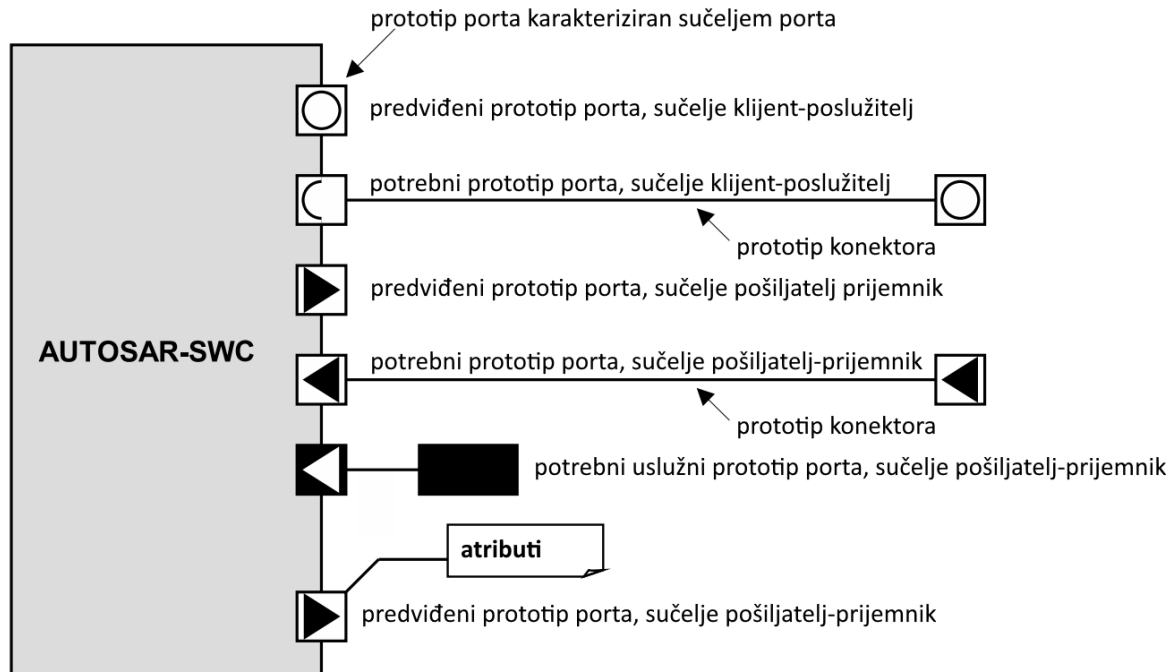 prototip porta karakteriziran sučeljem porta
predviđeni prototip porta, sučelje klijent-poslužitelj
potrebni prototip porta, sučelje klijent-poslužitelj
prototip konektora
predviđeni prototip porta, sučelje pošiljatelj prijemnik
AUTOSAR-SWC
potrebni prototip porta, sučelje pošiljatelj-prijemnik
prototip konektora
potrebni uslužni prototip porta, sučelje pošiljatelj-prijemnik
atributi
predviđeni prototip porta, sučelje pošiljatelj-prijemnik